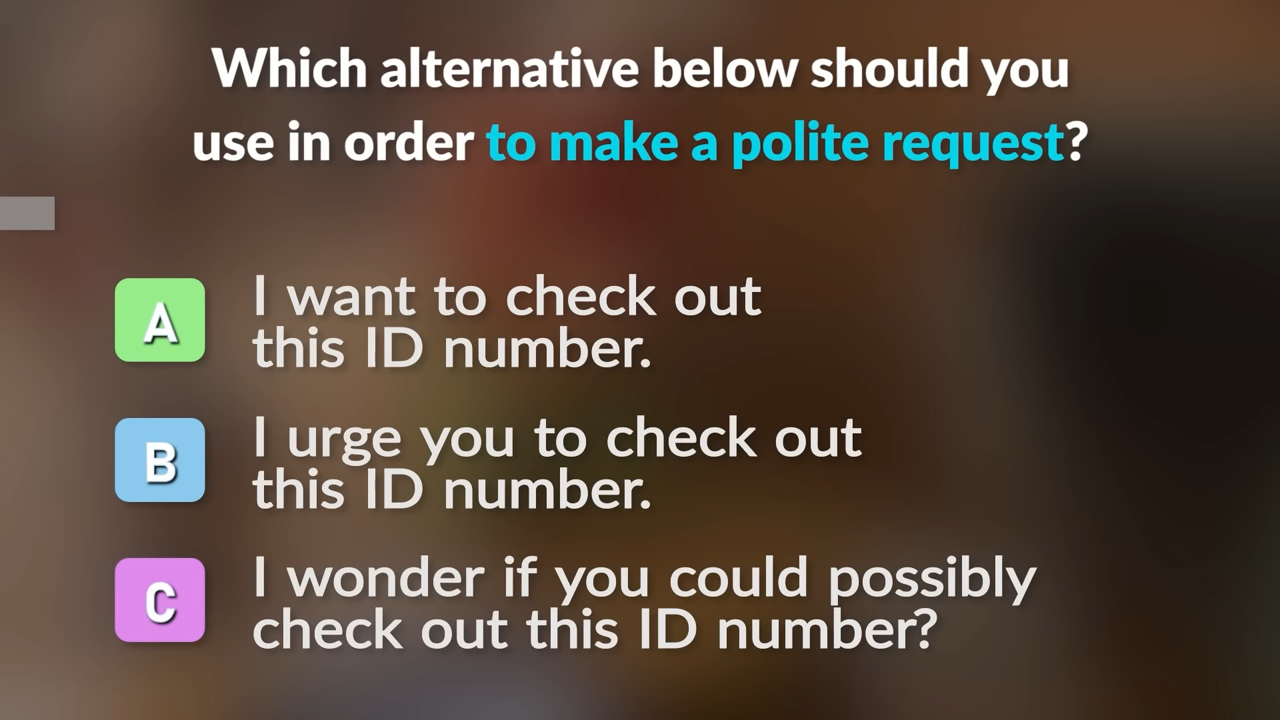 Which alternative below should you
use in order to make a polite request?
A
I want to check out
this ID number.
B
I urge you to check out
this ID number.
C
I wonder if you could possibly
check out this ID number?